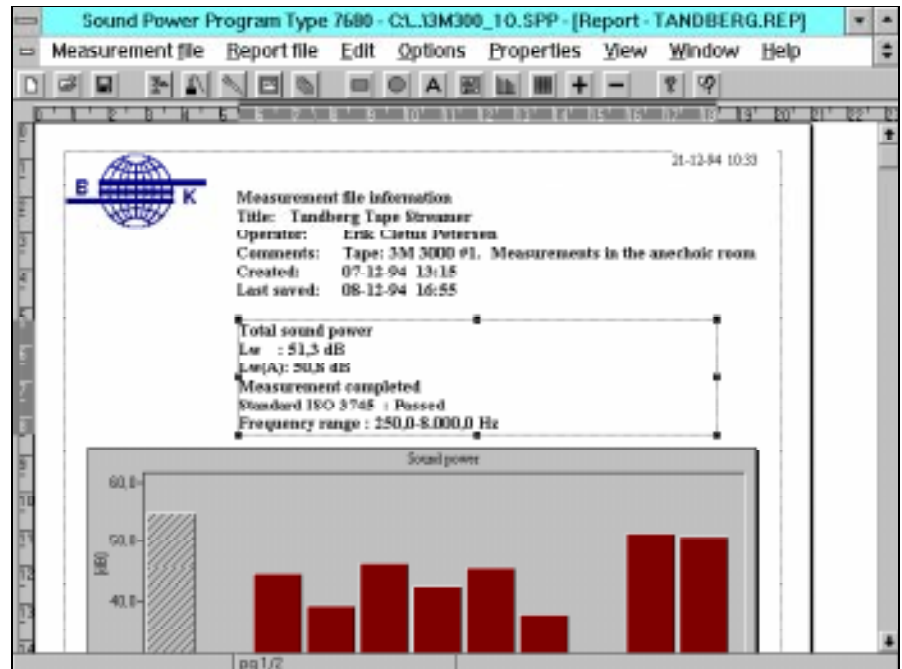 Sound Power Program Type 7680 - C:\..\3M300_10.SPP - [Report - TANDBERG.REP]
Measurement file Report file Edit Options Properties View Window Help
21-12-94 10:33
B K
Measurement file information
Title: Tandberg Tape Streamer
Operator: Erik Cletus Petersen
Comments: Tape: 3M 3000 #1. Measurements in the anechoic room
Created: 07-12-94 13:15
Last saved: 08-12-94 16:55
Total sound power
Lw : 51,3 dB
Lw(A): 50,8 dB
Measurement completed
Standard ISO 3745 : Passed
Frequency range : 250,0-8.000,0 Hz
Sound power
60,0
50,0
[dB]
40,0
pg 1/2